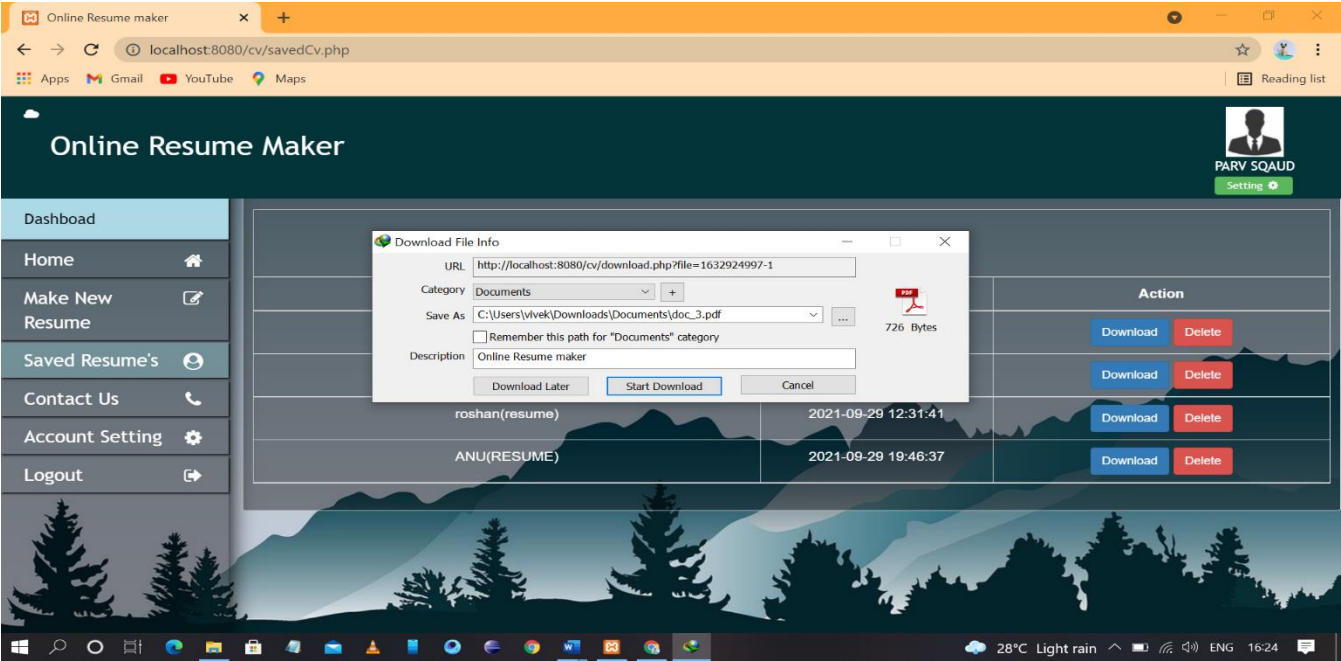 Online Resume maker
localhost:8080/cv/savedCv.php
Apps Gmail YouTube Maps Reading list
Online Resume Maker
PARV SQAUD
Setting
Dashboad
Home
Make New
Resume
Saved Resume's
Contact Us
Account Setting
Logout
Download File Info
URL http://localhost:8080/cv/download.php?file=1632924997-1
Category Documents +
Save As C:\Users\vivek\Downloads\Documents\doc_3.pdf ...
Remember this path for "Documents" category
Description Online Resume maker
Download Later Start Download Cancel
PDF
726 Bytes
Action
Download Delete
Download Delete
roshan(resume) 2021-09-29 12:31:41 Download Delete
ANU(RESUME) 2021-09-29 19:46:37 Download Delete
28°C Light rain ENG 16:24